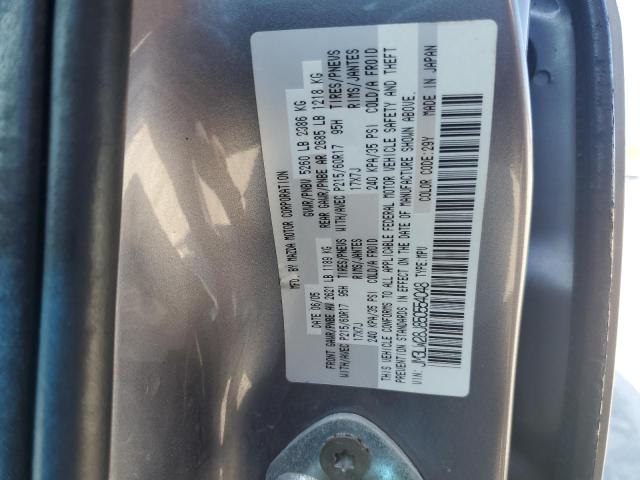 MFD. BY MAZDA MOTOR CORPORATION
DATE 06/05 GVWR/PNBV 5260 LB 2386 KG
FRONT GAWR/PNBE AV 2621 LB 1189 KG REAR GAWR/PNBE AR 2685 LB 1218 KG
WITH/AVEC P215/60R17 95H TIRES/PNEUS WITH/AVEC P215/60R17 95H TIRES/PNEUS
17X7J RIMS/JANTES 17X7J RIMS/JANTES
240 KPA/35 PSI COLD/A FROID 240 KPA/35 PSI COLD/A FROID
THIS VEHICLE CONFORMS TO ALL APPLICABLE FEDERAL MOTOR VEHICLE SAFETY AND THEFT
PREVENTION STANDARDS IN EFFECT ON THE DATE OF MANUFACTURE SHOWN ABOVE.
VIN: JM3LW28J850554048 TYPE:MPV COLOR CODE:29Y MADE IN JAPAN